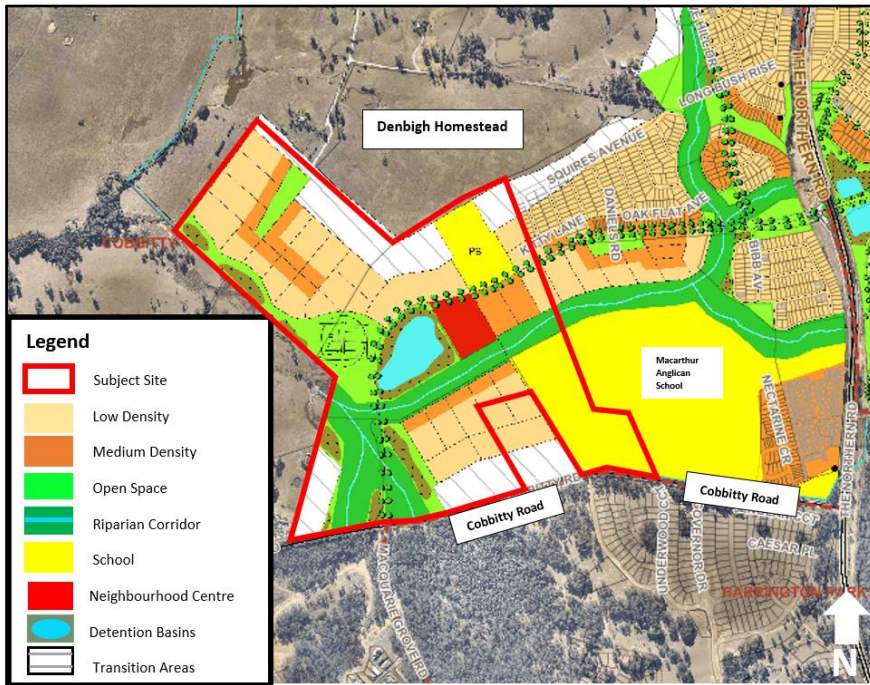 Denbigh Homestead
LONG BUSH RISE
THE NORTHERN RD
SQUIRES AVENUE
DANIELS RD
OAK FLAT AVE
KITTY LANE
COBBITTY
PS
BIBB AV
Legend
Subject Site
Low Density
Medium Density
Open Space
Riparian Corridor
School
Neighbourhood Centre
Detention Basins
Transition Areas
Macarthur
Anglican
School
NECTARINE CR
THE NORTHERN RD
Cobbitty Road
Cobbitty Road
MACQUARIE GROVE RD
UNDERWOOD
GOVERNOR DR
CAESAR PL
HARRINGTON PARK
N